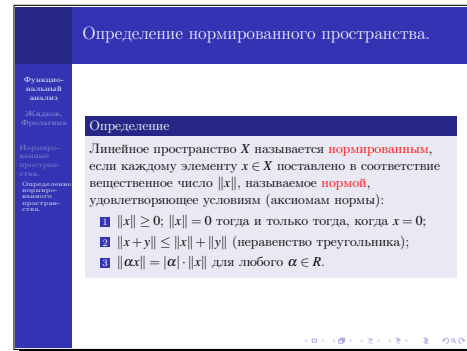 Определение нормированного пространства.
Функцио-
нальный
анализ
Жидков,
Фролагина
Нормиро-
ванные
простран-
ства.
Определение
нормиро-
ванного
простран-
ства.
Определение
Линейное пространство X называется нормированным,
если каждому элементу x ∈ X поставлено в соответствие
вещественное число ‖x‖, называемое нормой,
удовлетворяющее условиям (аксиомам нормы):
1 ‖x‖ ≥ 0; ‖x‖ = 0 тогда и только тогда, когда x = 0;
2 ‖x+y‖ ≤ ‖x‖+‖y‖ (неравенство треугольника);
3 ‖αx‖ = |α|·‖x‖ для любого α ∈ R.